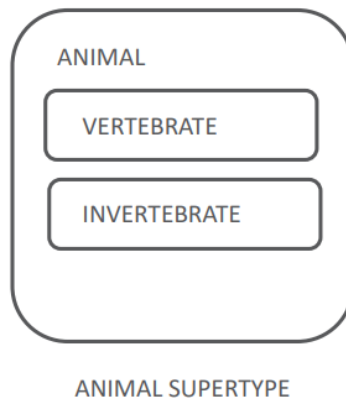 ANIMAL
VERTEBRATE
INVERTEBRATE
ANIMAL SUPERTYPE